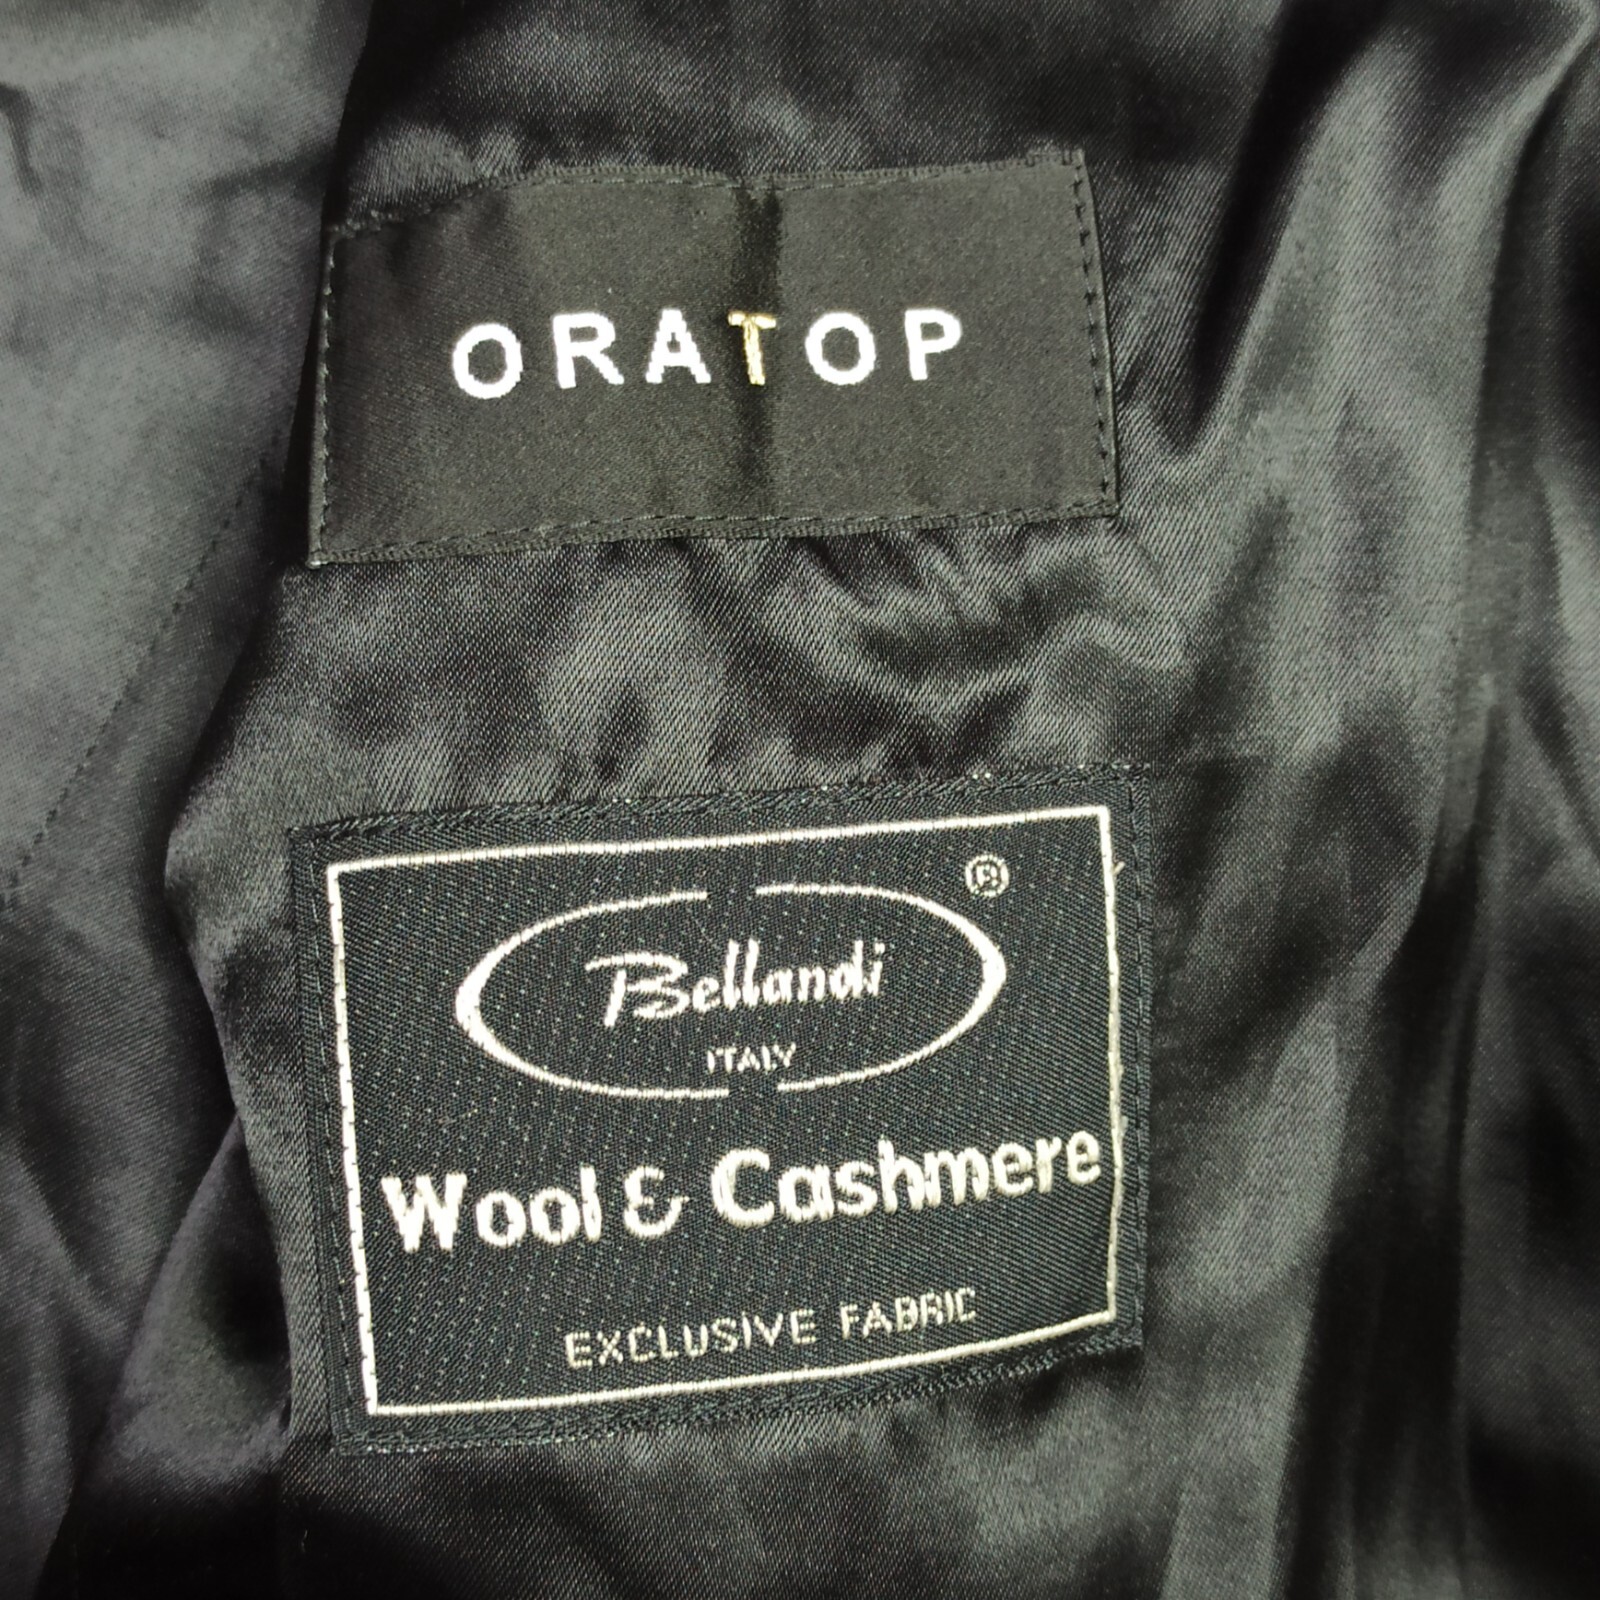 ORATOP
®
Bellandi
ITALY
Wool & Cashmere
EXCLUSIVE FABRIC